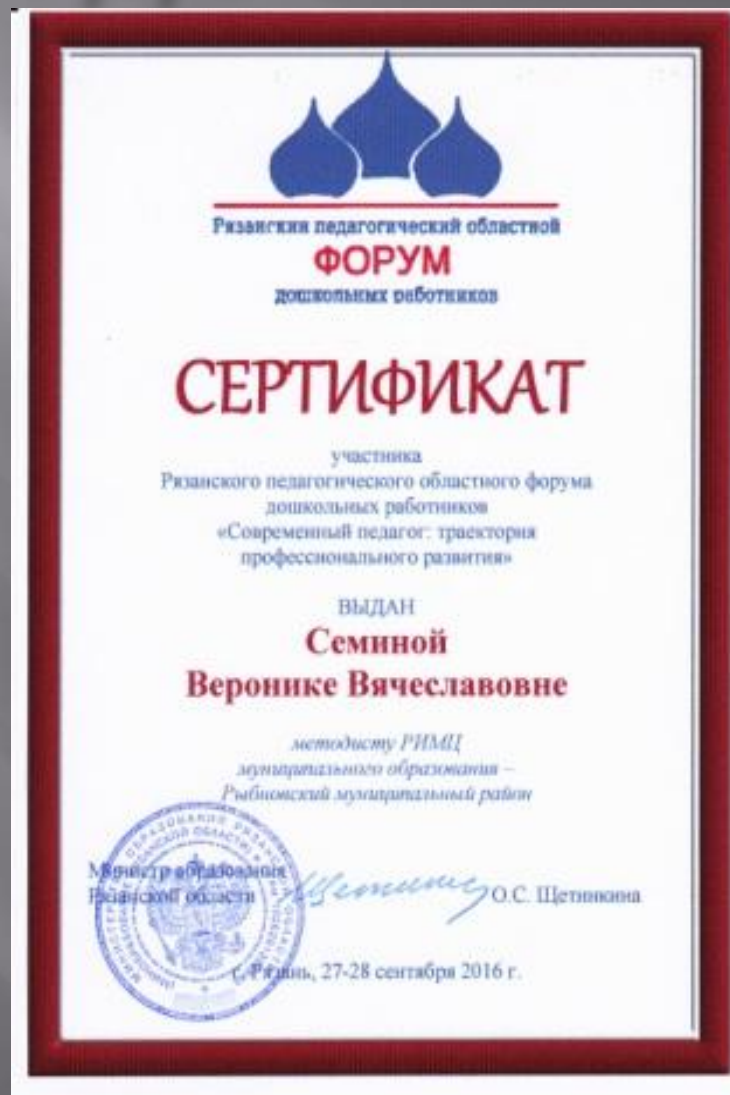 Рязанский педагогический областной
ФОРУМ
дошкольных работников
СЕРТИФИКАТ
участника
Рязанского педагогического областного форума
дошкольных работников
«Современный педагог: траектория
профессионального развития»
ВЫДАН
Семиной
Веронике Вячеславовне
методисту РИМЦ
муниципального образования –
Рыбновский муниципальный район
Министр образования
Рязанской области
О.С. Щетинкина
г. Рязань, 27-28 сентября 2016 г.